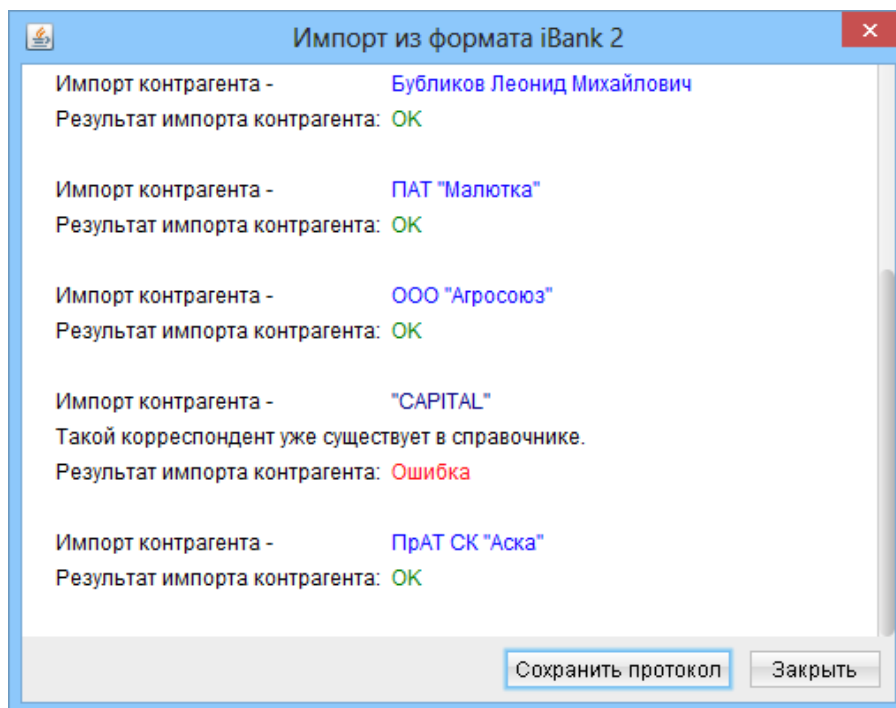 Импорт из формата iBank 2
Импорт контрагента - Бубликов Леонид Михайлович
Результат импорта контрагента: OK
Импорт контрагента - ПАТ "Малютка"
Результат импорта контрагента: OK
Импорт контрагента - ООО "Агросоюз"
Результат импорта контрагента: OK
Импорт контрагента - "CAPITAL"
Такой корреспондент уже существует в справочнике.
Результат импорта контрагента: Ошибка
Импорт контрагента - ПрАТ СК "Аска"
Результат импорта контрагента: OK
Сохранить протокол Закрыть